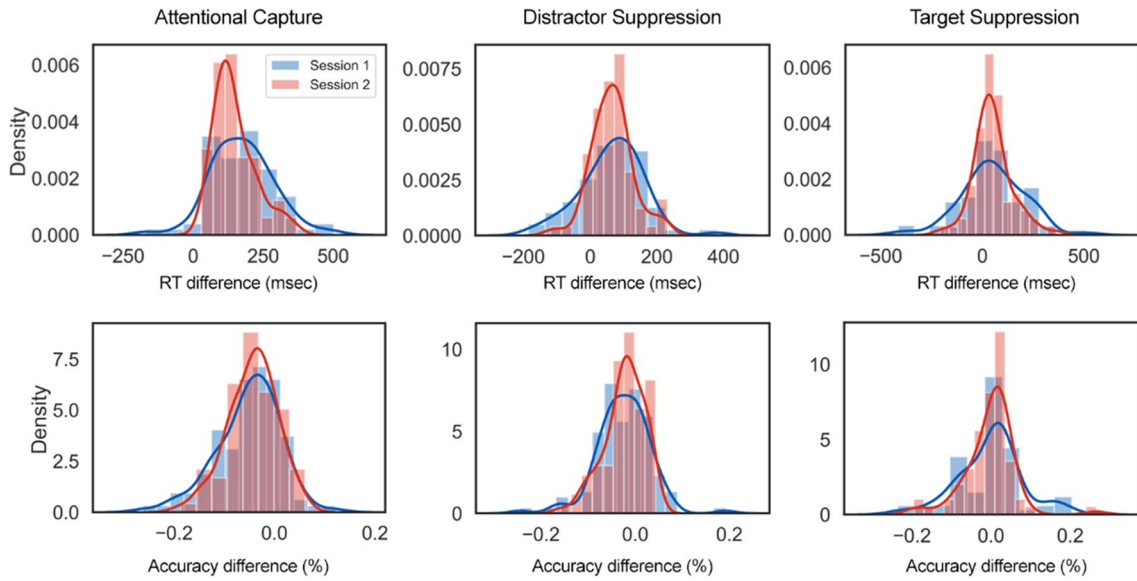 Attentional Capture Distractor Suppression Target Suppression
Session 1
Session 2
Density
0.006
0.004
0.002
0.000
−250 0 250 500
RT difference (msec)
0.0075
0.0050
0.0025
0.0000
−200 0 200 400
RT difference (msec)
0.006
0.004
0.002
0.000
−500 0 500
RT difference (msec)
Density
7.5
5.0
2.5
0.0
−0.2 0.0 0.2
Accuracy difference (%)
10
5
0
−0.2 0.0 0.2
Accuracy difference (%)
10
5
0
−0.2 0.0 0.2
Accuracy difference (%)